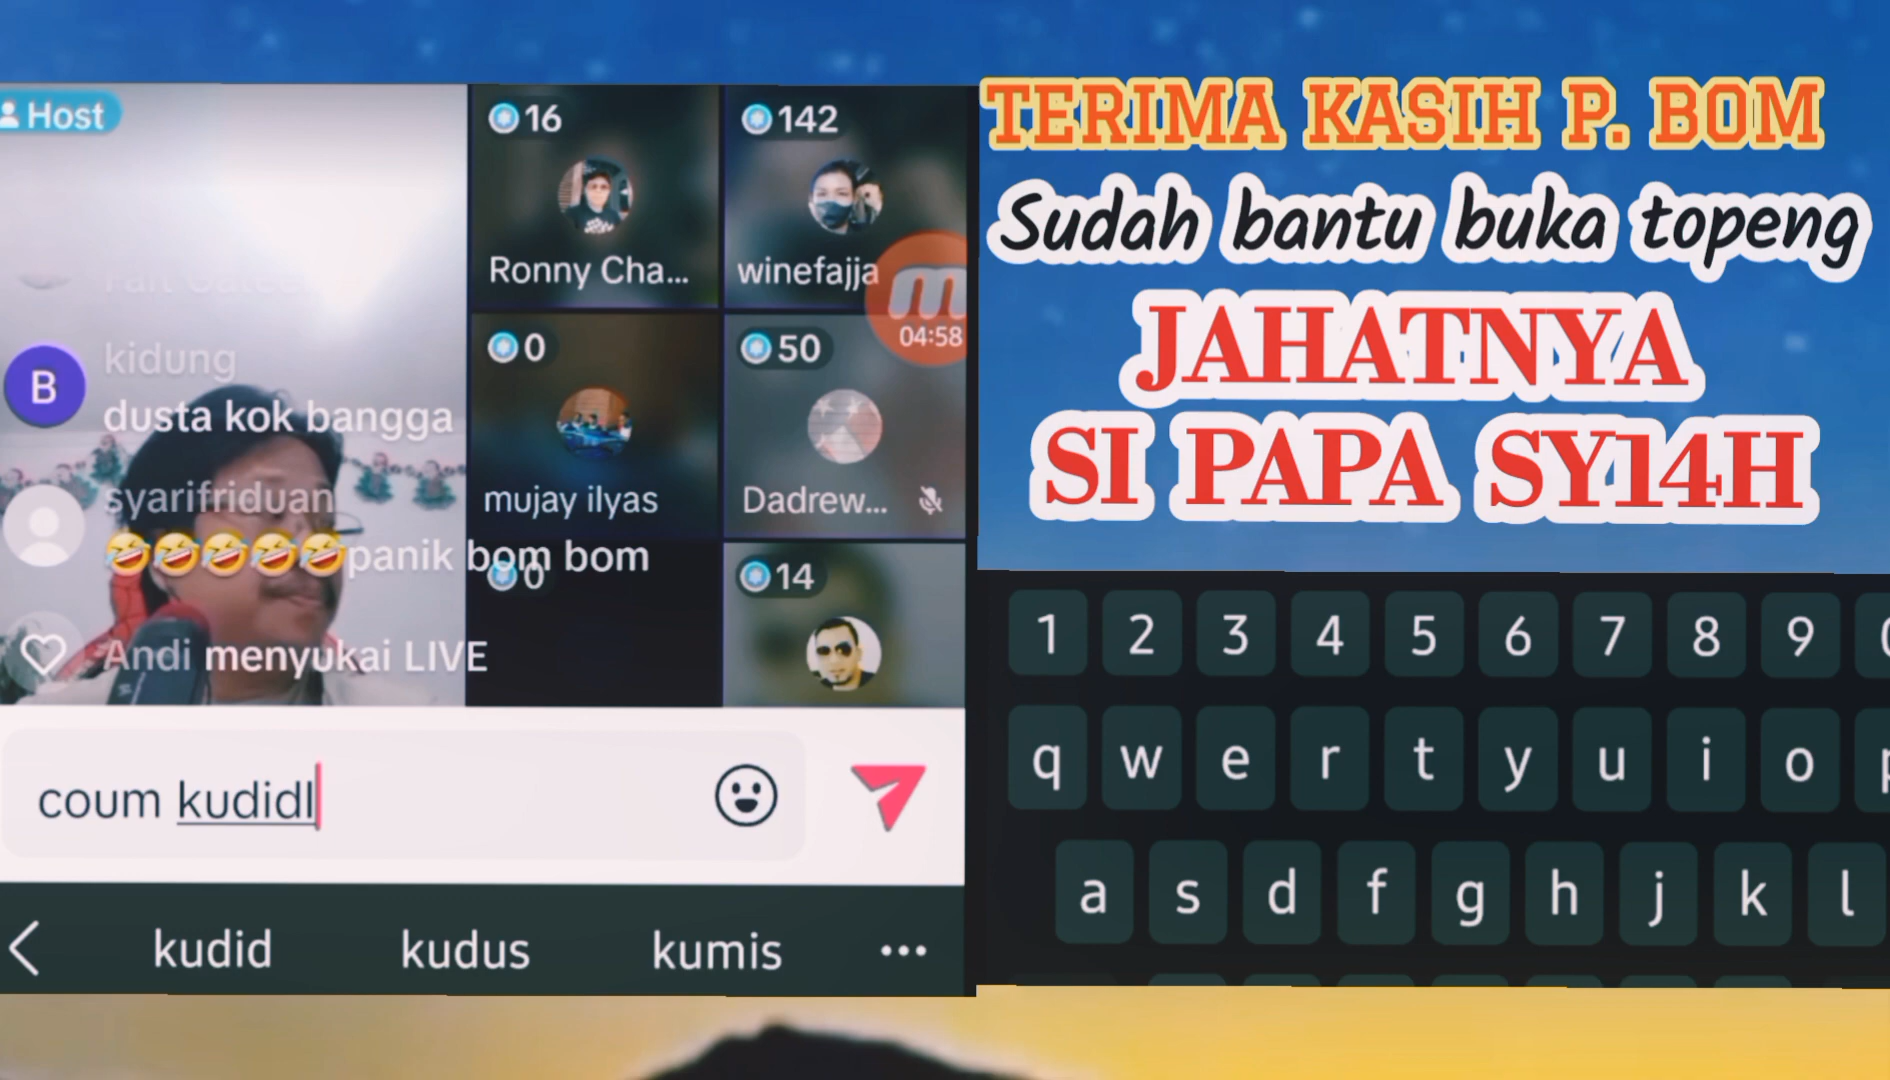 Host
16
142
Ronny Cha...
winefajja
04:58
0
50
kidung
B
dusta kok bangga
mujay ilyas
Dadrew...
syarifriduan
🤣🤣🤣🤣🤣panik bom bom
0
14
Andi menyukai LIVE
coum kudidl
kudid kudus kumis ...
TERIMA KASIH P. BOM
Sudah bantu buka topeng
JAHATNYA
SI PAPA SY14H
1 2 3 4 5 6 7 8 9
q w e r t y u i o
a s d f g h j k l